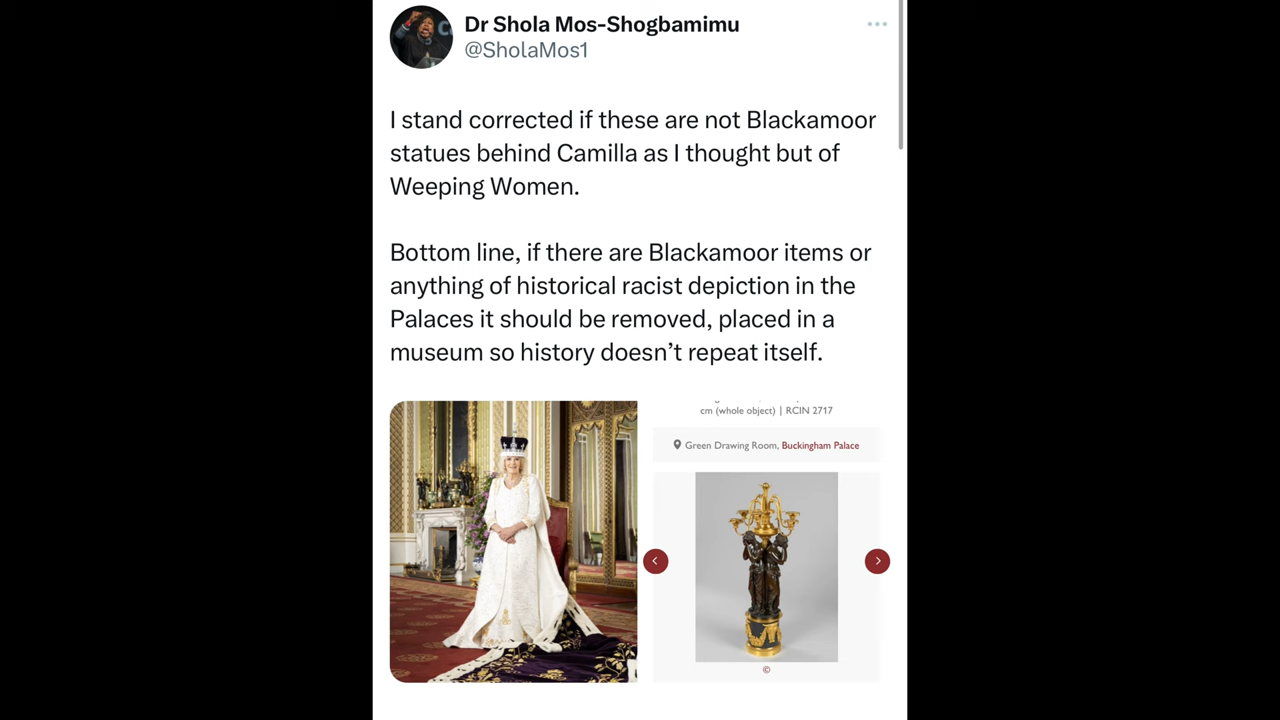 Dr Shola Mos-Shogbamimu
@SholaMos1
I stand corrected if these are not Blackamoor
statues behind Camilla as I thought but of
Weeping Women.
Bottom line, if there are Blackamoor items or
anything of historical racist depiction in the
Palaces it should be removed, placed in a
museum so history doesn’t repeat itself.
cm (whole object) | RCIN 2717
Green Drawing Room, Buckingham Palace
©